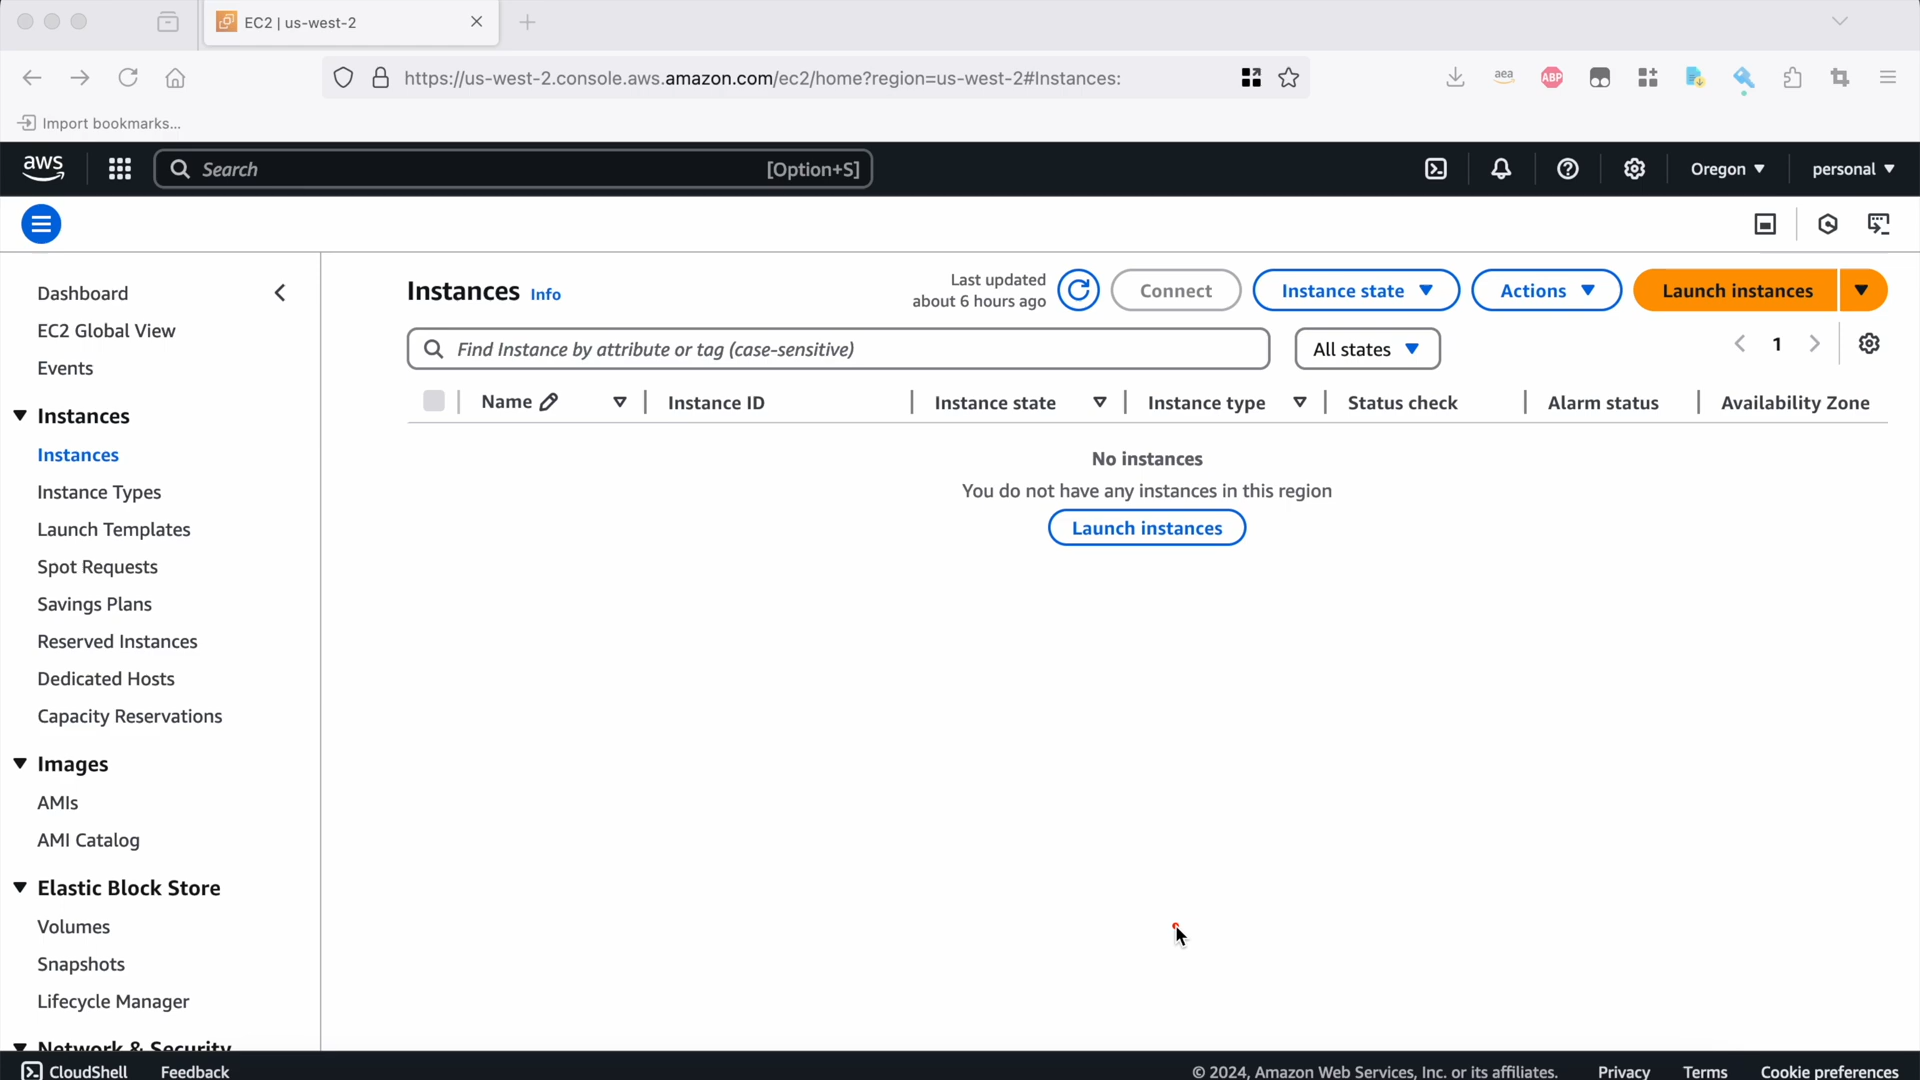 EC2 | us-west-2
https://us-west-2.console.aws.amazon.com/ec2/home?region=us-west-2#Instances:
aea
ABP
Import bookmarks...
aws
Search
[Option+S]
Oregon
personal
Dashboard
EC2 Global View
Events
Instances
Instances
Instance Types
Launch Templates
Spot Requests
Savings Plans
Reserved Instances
Dedicated Hosts
Capacity Reservations
Images
AMIs
AMI Catalog
Elastic Block Store
Volumes
Snapshots
Lifecycle Manager
Network & Security
Instances Info
Last updated
about 6 hours ago
Connect
Instance state
Actions
Launch instances
Find Instance by attribute or tag (case-sensitive)
All states
1
Name
Instance ID
Instance state
Instance type
Status check
Alarm status
Availability Zone
No instances
You do not have any instances in this region
Launch instances
CloudShell
Feedback
© 2024, Amazon Web Services, Inc. or its affiliates.
Privacy
Terms
Cookie preferences